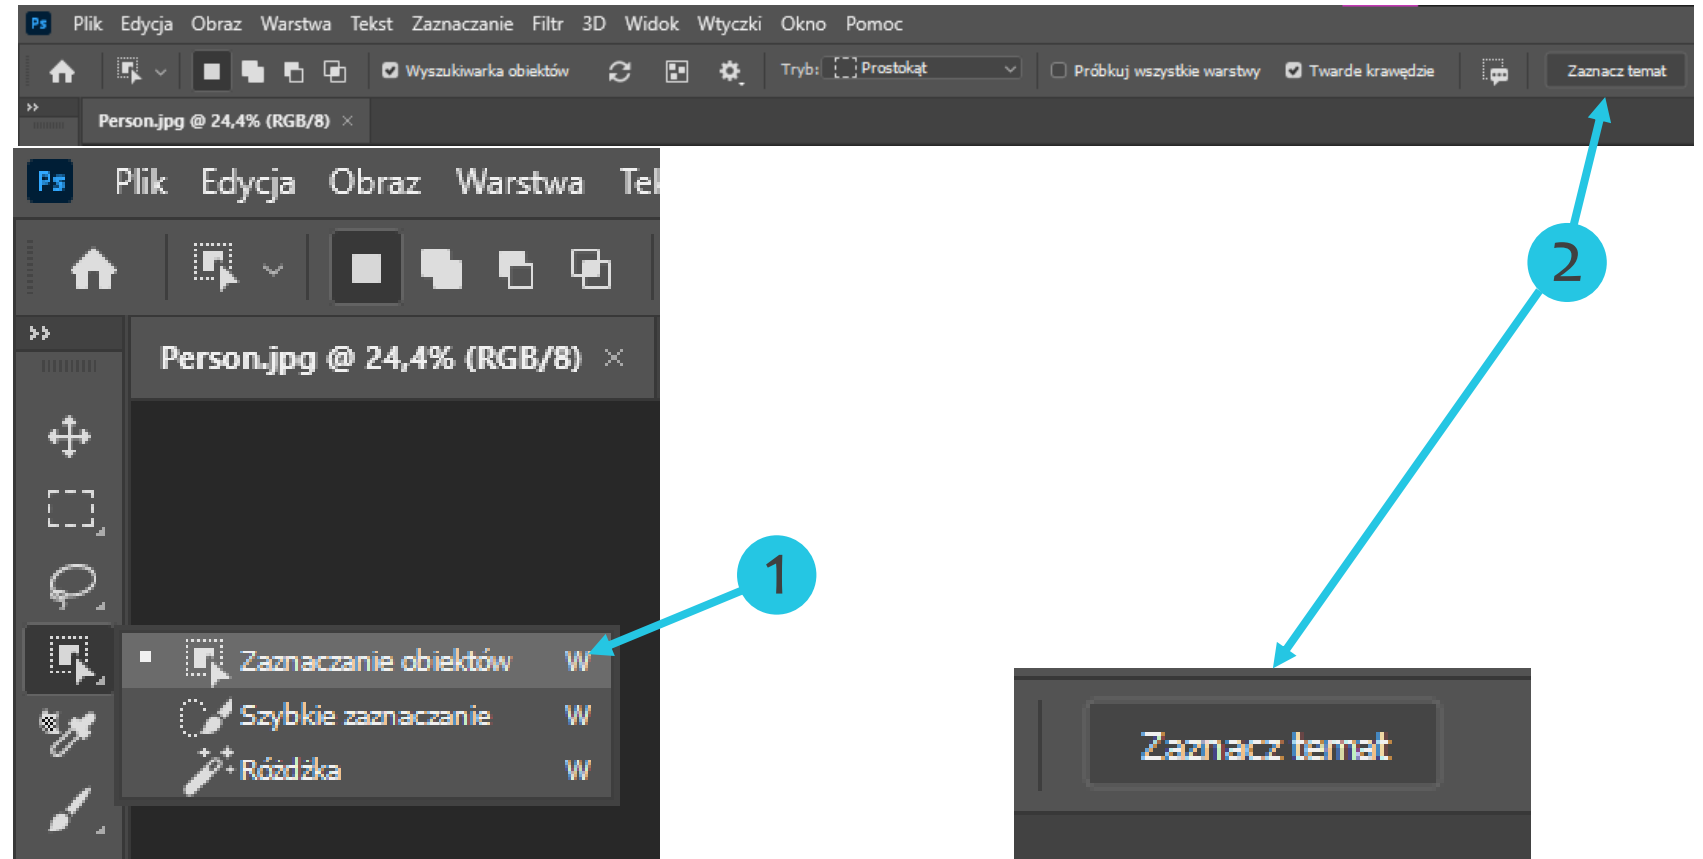 Ps Plik Edycja Obraz Warstwa Tekst Zaznaczanie Filtr 3D Widok Wtyczki Okno Pomoc
Wyszukiwarka obiektów Tryb: Prostokąt Próbkuj wszystkie warstwy Twarde krawędzie Zaznacz temat
Person.jpg @ 24,4% (RGB/8) ×
Ps Plik Edycja Obraz Warstwa Tek
2
Person.jpg @ 24,4% (RGB/8) ×
1
Zaznaczanie obiektów W
Szybkie zaznaczanie W
Różdżka W
Zaznacz temat